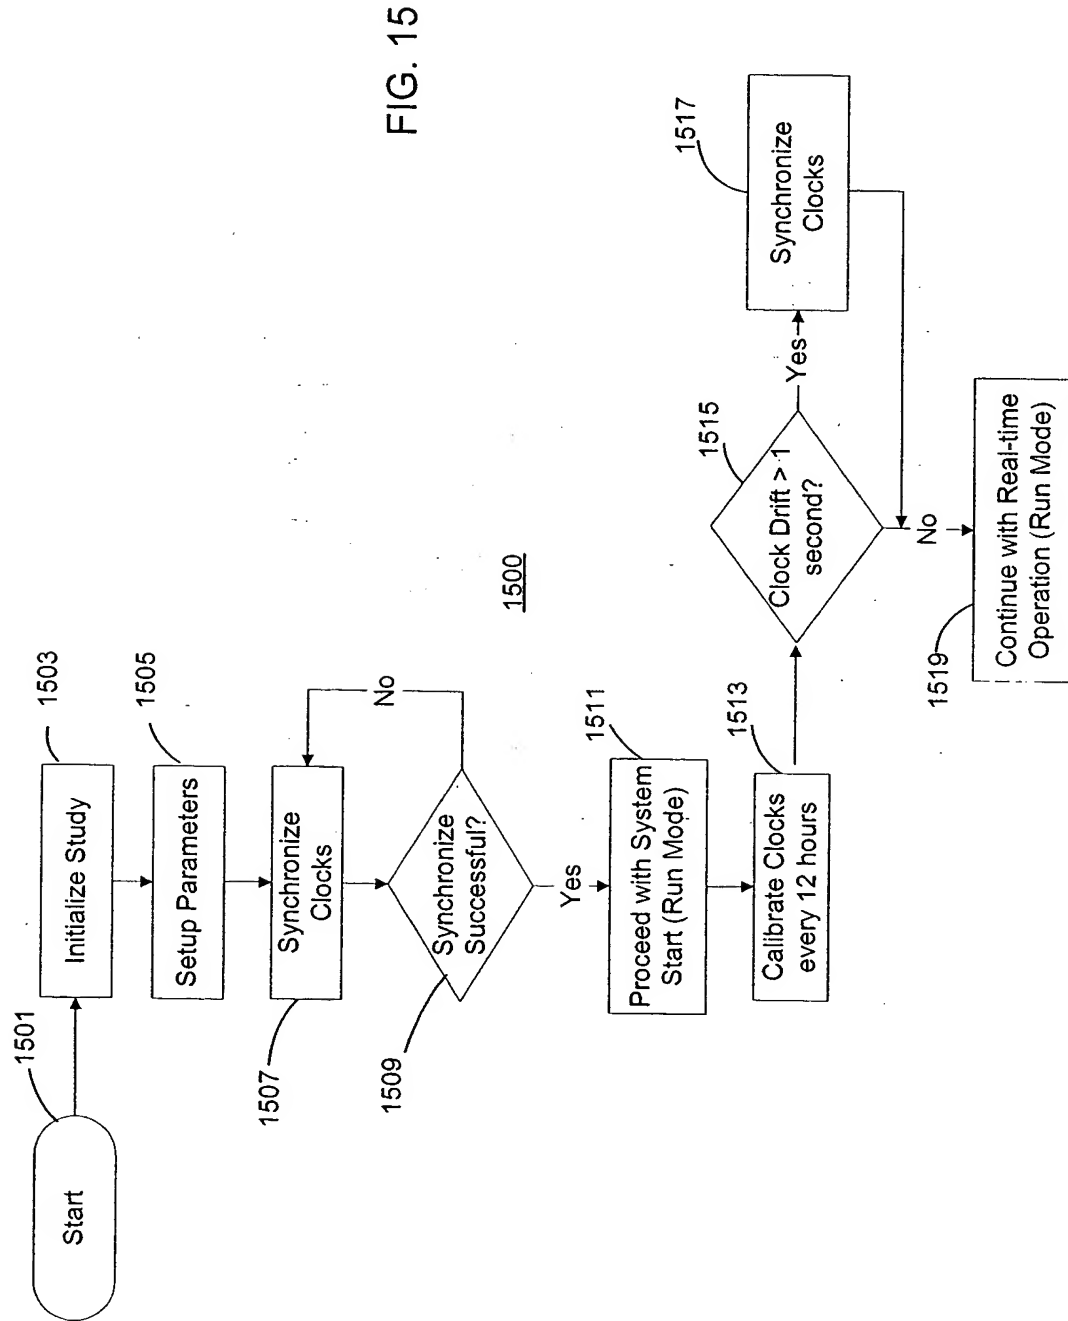 FIG. 15
1500
Start
1501
Initialize Study
1503
Setup Parameters
1505
Synchronize
Clocks
1507
Synchronize
Successful?
1509
No
Yes
Proceed with System
Start (Run Mode)
1511
Calibrate Clocks
every 12 hours
1513
Clock Drift > 1
second?
1515
Yes
Synchronize
Clocks
1517
No
Continue with Real-time
Operation (Run Mode)
1519